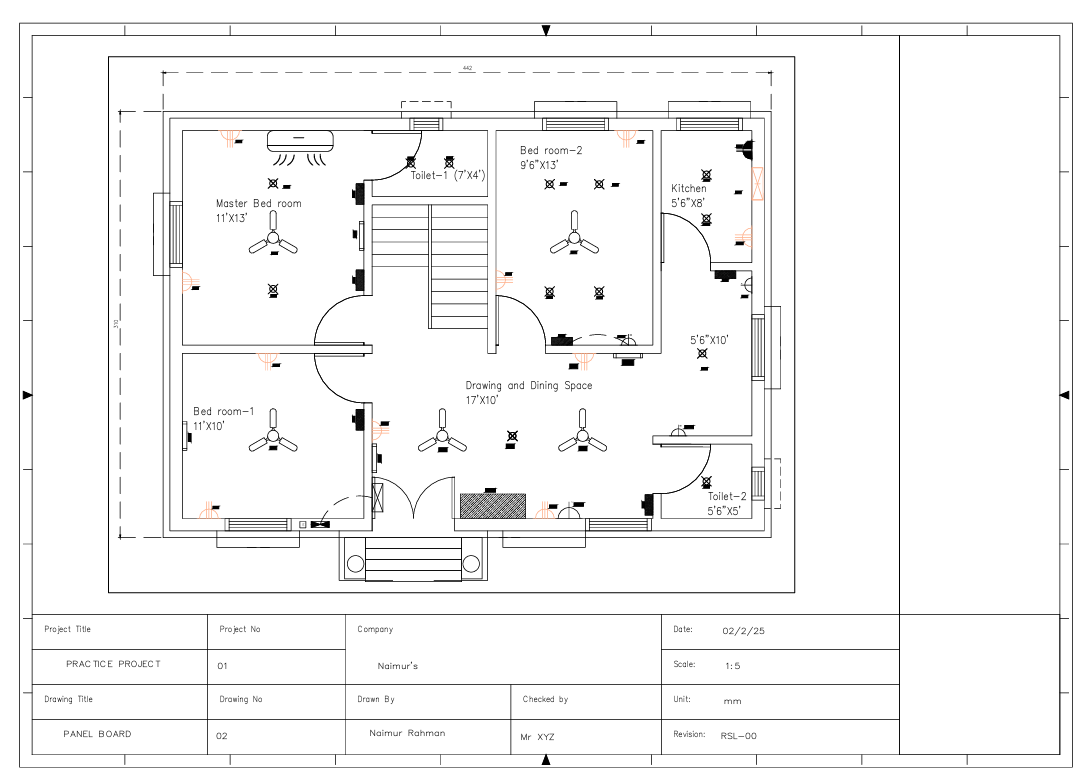 442
310
Bed room-2
9'6"X13'
Toilet-1 (7'X4')
Kitchen
5'6"X8'
Master Bed room
11'X13'
5'6"X10'
Drawing and Dining Space
17'X10'
Bed room-1
11'X10'
Toilet-2
5'6"X5'
Project Title
Project No
Company
Date:
02/2/25
PRACTICE PROJECT
01
Naimur's
Scale:
1:5
Drawing Title
Drawing No
Drawn By
Checked by
Unit:
mm
PANEL BOARD
02
Naimur Rahman
Mr XYZ
Revision:
RSL-00